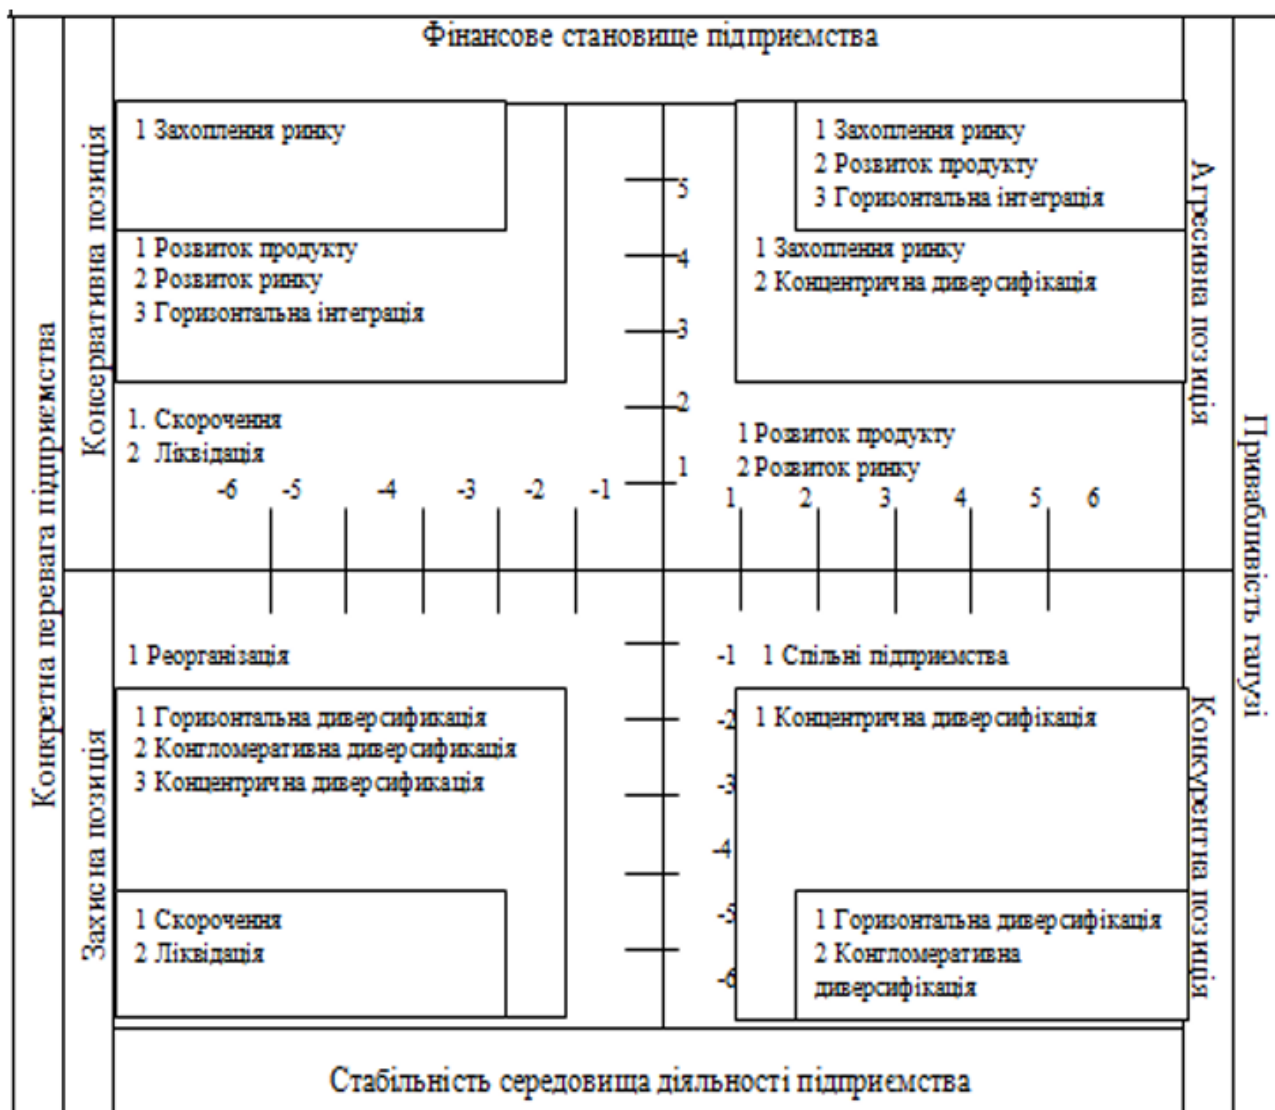 Фінансове становище підприємства
Конкретна перевага підприємства
Консервативна позиція
1 Захоплення ринку
1 Розвиток продукту
2 Розвиток ринку
3 Горизонтальна інтеграція
1. Скорочення
2 Ліквідація
5
4
3
2
1
1 Захоплення ринку
2 Розвиток продукту
3 Горизонтальна інтеграція
1 Захоплення ринку
2 Концентрична диверсифікація
1 Розвиток продукту
2 Розвиток ринку
Агресивна позиція
Привабливість галузі
-6 -5 -4 -3 -2 -1
1 2 3 4 5 6
Захисна позиція
1 Реорганізація
1 Горизонтальна диверсификація
2 Конгломеративна диверсификація
3 Концентрична диверсификація
1 Скорочення
2 Ліквідація
-1
-2
-3
-4
-5
-6
1 Спільні підприємства
1 Концентрична диверсифікація
1 Горизонтальна диверсифікація
2 Конгломеративна
диверсифікація
Конкурентна позиція
Стабільність середовища діяльності підприємства